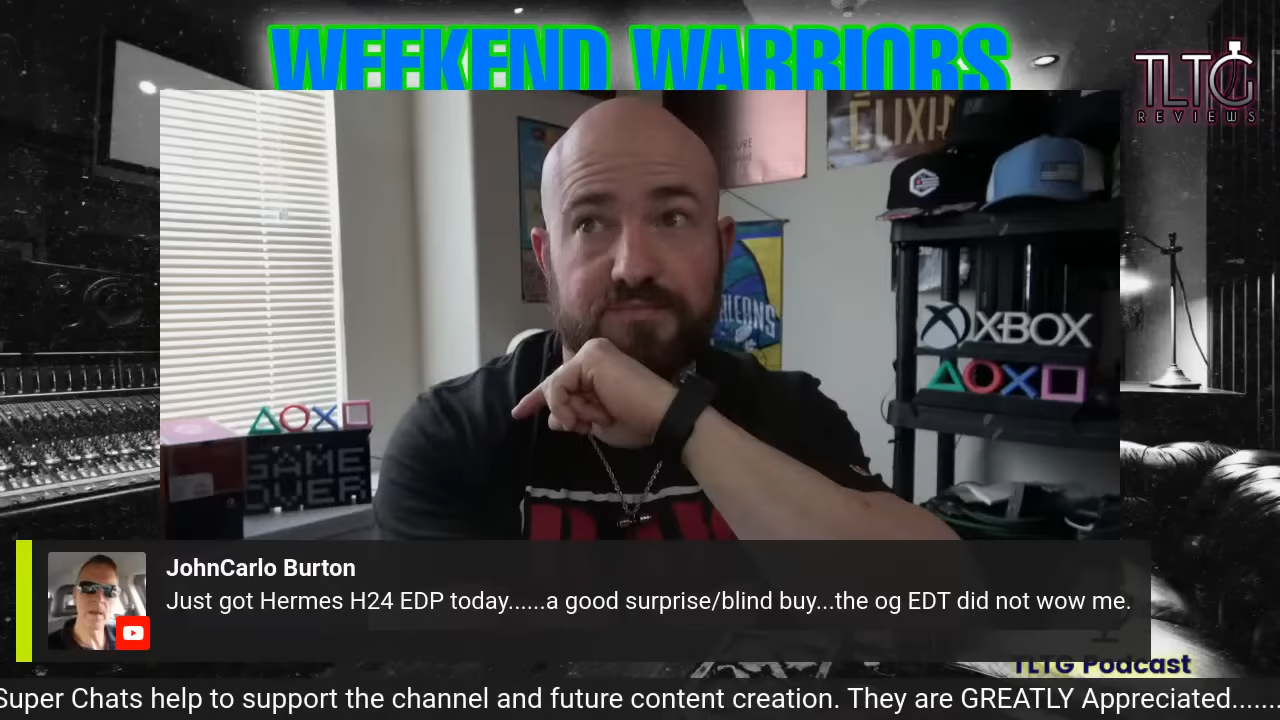 WEEKEND WARRIORS
TLTG
REVIEWS
ÉLIXIR
ORLEANS
XBOX
GAME
OVER
JohnCarlo Burton
Just got Hermes H24 EDP today......a good surprise/blind buy...the og EDT did not wow me.
TLTG Podcast
Super Chats help to support the channel and future content creation. They are GREATLY Appreciated.......